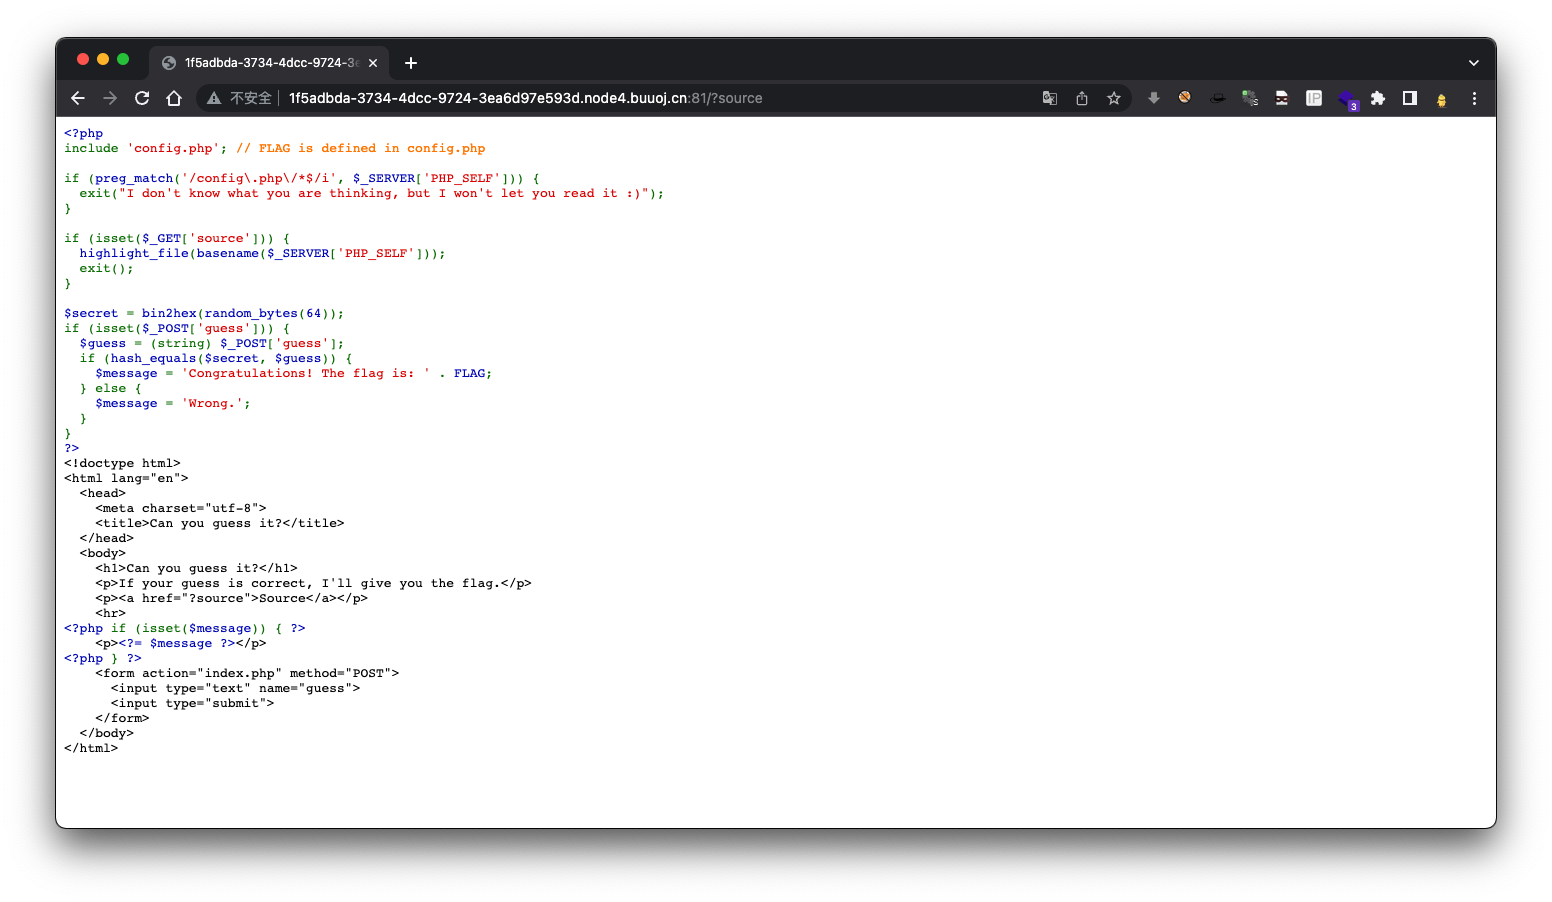 1f5adbda-3734-4dcc-9724-3e
不安全 1f5adbda-3734-4dcc-9724-3ea6d97e593d.node4.buuoj.cn:81/?source
IP
3
<?php
include 'config.php'; // FLAG is defined in config.php
if (preg_match('/config\.php\/*$/i', $_SERVER['PHP_SELF'])) {
  exit("I don't know what you are thinking, but I won't let you read it :)");
}
if (isset($_GET['source'])) {
  highlight_file(basename($_SERVER['PHP_SELF']));
  exit();
}
$secret = bin2hex(random_bytes(64));
if (isset($_POST['guess'])) {
  $guess = (string) $_POST['guess'];
  if (hash_equals($secret, $guess)) {
    $message = 'Congratulations! The flag is: ' . FLAG;
  } else {
    $message = 'Wrong.';
  }
}
?>
<!doctype html>
<html lang="en">
  <head>
    <meta charset="utf-8">
    <title>Can you guess it?</title>
  </head>
  <body>
    <h1>Can you guess it?</h1>
    <p>If your guess is correct, I'll give you the flag.</p>
    <p><a href="?source">Source</a></p>
    <hr>
<?php if (isset($message)) { ?>
    <p><?= $message ?></p>
<?php } ?>
    <form action="index.php" method="POST">
      <input type="text" name="guess">
      <input type="submit">
    </form>
  </body>
</html>